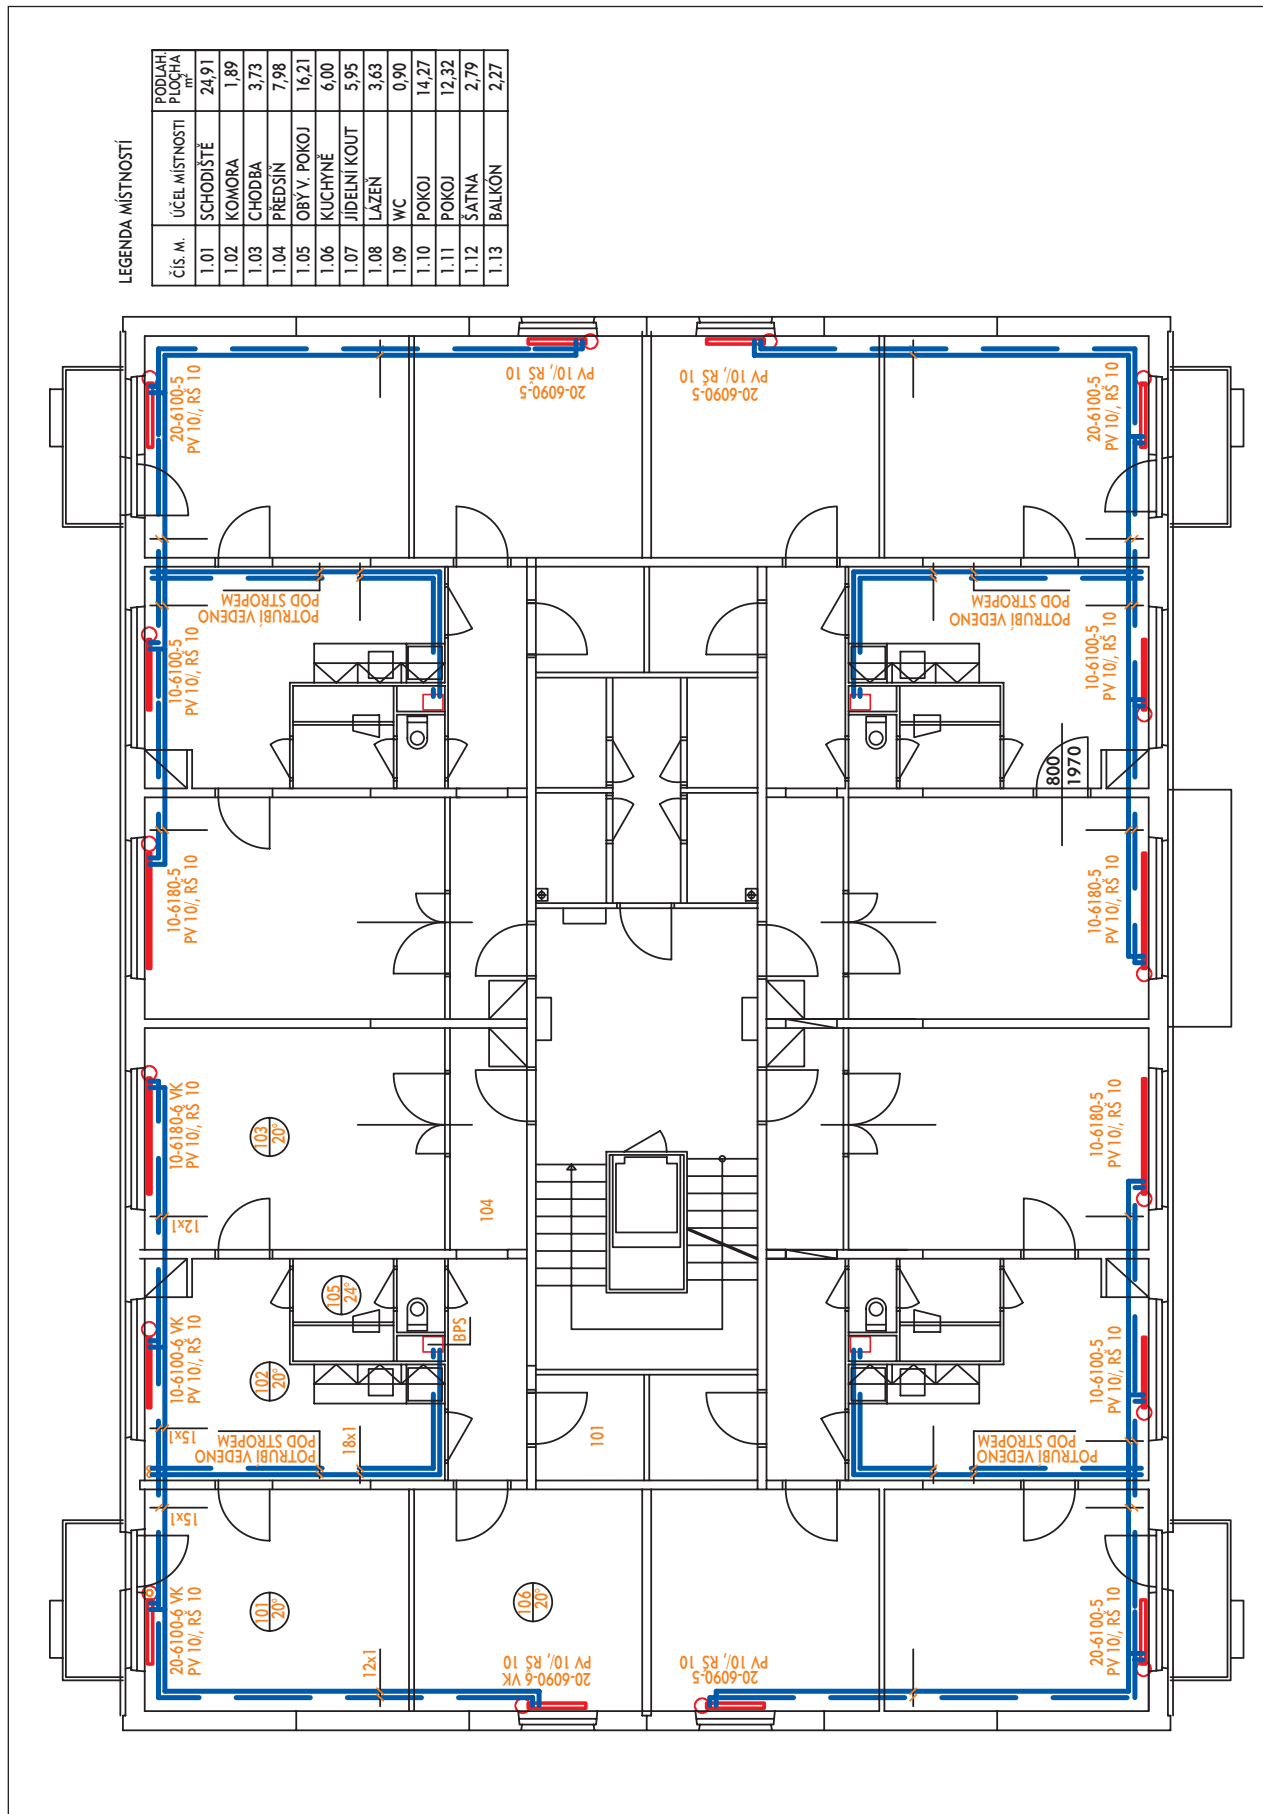 LEGENDA MÍSTNOSTÍ
ČÍS. M. ÚČEL MÍSTNOSTI PODLAH. PLOCHA m²
1.01 SCHODIŠTĚ 24,91
1.02 KOMORA 1,89
1.03 CHODBA 3,73
1.04 PŘEDSÍŇ 7,98
1.05 OBÝV. POKOJ 16,21
1.06 KUCHYNĚ 6,00
1.07 JÍDELNÍ KOUT 5,95
1.08 LÁZEŇ 3,63
1.09 WC 0,90
1.10 POKOJ 14,27
1.11 POKOJ 12,32
1.12 ŠATNA 2,79
1.13 BALKÓN 2,27
20-6100-6 VK
PV 10/, RŠ 10
15x1
15x1
10-6100-6 VK
PV 10/, RŠ 10
12x1
10-6180-6 VK
PV 10/, RŠ 10
10-6180-5
PV 10/, RŠ 10
10-6100-5
PV 10/, RŠ 10
20-6100-5
PV 10/, RŠ 10
101
20°
102
20°
105
24°
103
20°
POTRUBÍ VEDENO
POD STROPEM
POTRUBÍ VEDENO
POD STROPEM
12x1
18x1
BPS
104
106
20°
101
20-6090-6 VK
PV 10/, RŠ 10
20-6090-5
PV 10/, RŠ 10
20-6090-5
PV 10/, RŠ 10
20-6090-5
PV 10/, RŠ 10
POTRUBÍ VEDENO
POD STROPEM
POTRUBÍ VEDENO
POD STROPEM
800
1970
20-6100-5
PV 10/, RŠ 10
10-6100-5
PV 10/, RŠ 10
10-6180-5
PV 10/, RŠ 10
10-6180-5
PV 10/, RŠ 10
10-6100-5
PV 10/, RŠ 10
20-6100-5
PV 10/, RŠ 10